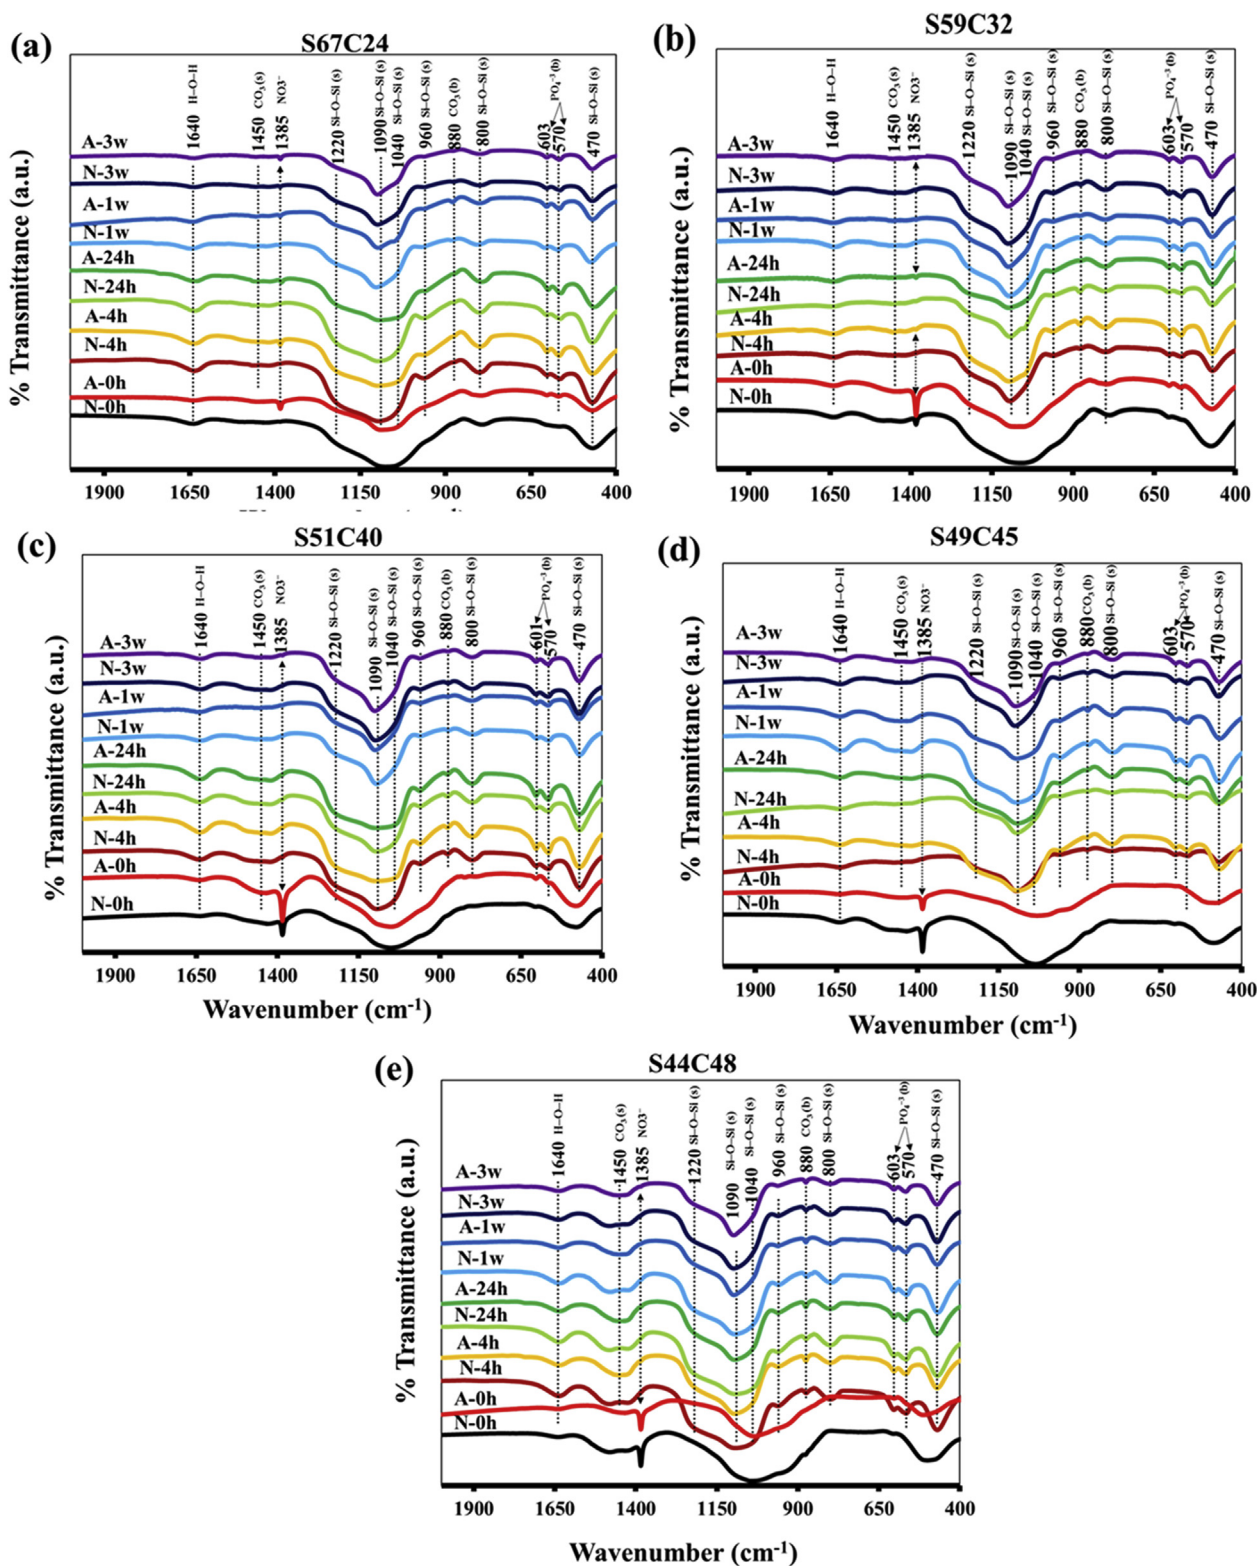 (a)
S67C24
1640 H–O–H
1450 CO₃(s)
1385 NO3⁻
1220 Si–O–Si (s)
1090 Si–O–Si (s)
1040 Si–O–Si (s)
960 Si–O–Si (s)
880 CO₃(b)
800 Si–O–Si (s)
603
PO₄⁻³(b)
570
470 Si–O–Si (s)
A-3w
N-3w
A-1w
N-1w
A-24h
N-24h
A-4h
N-4h
A-0h
N-0h
% Transmittance (a.u.)
1900 1650 1400 1150 900 650 400
(b)
S59C32
1640 H–O–H
1450 CO₃(s)
1385 NO3⁻
1220 Si–O–Si (s)
1090 Si–O–Si (s)
1040 Si–O–Si (s)
960 Si–O–Si (s)
880 CO₃(b)
800 Si–O–Si (s)
603
PO₄⁻³(b)
570
470 Si–O–Si (s)
A-3w
N-3w
A-1w
N-1w
A-24h
N-24h
A-4h
N-4h
A-0h
N-0h
% Transmittance (a.u.)
1900 1650 1400 1150 900 650 400
(c)
S51C40
1640 H–O–H
1450 CO₃(s)
1385 NO3⁻
1220 Si–O–Si (s)
1090 Si–O–Si (s)
1040 Si–O–Si (s)
960 Si–O–Si (s)
880 CO₃(b)
800 Si–O–Si (s)
601
PO₄⁻³(b)
570
470 Si–O–Si (s)
A-3w
N-3w
A-1w
N-1w
A-24h
N-24h
A-4h
N-4h
A-0h
N-0h
% Transmittance (a.u.)
1900 1650 1400 1150 900 650 400
Wavenumber (cm⁻¹)
(d)
S49C45
1640 H–O–H
1450 CO₃(s)
1385 NO3⁻
1220 Si–O–Si (s)
1090 Si–O–Si (s)
1040 Si–O–Si (s)
960 Si–O–Si (s)
880 CO₃(b)
800 Si–O–Si (s)
603
PO₄⁻³(b)
570
470 Si–O–Si (s)
A-3w
N-3w
A-1w
N-1w
A-24h
N-24h
A-4h
N-4h
A-0h
N-0h
% Transmittance (a.u.)
1900 1650 1400 1150 900 650 400
Wavenumber (cm⁻¹)
(e)
S44C48
1640 H–O–H
1450 CO₃(s)
1385 NO3⁻
1220 Si–O–Si (s)
1090 Si–O–Si (s)
1040 Si–O–Si (s)
960 Si–O–Si (s)
880 CO₃(b)
800 Si–O–Si (s)
603
PO₄⁻³(b)
570
470 Si–O–Si (s)
A-3w
N-3w
A-1w
N-1w
A-24h
N-24h
A-4h
N-4h
A-0h
N-0h
% Transmittance (a.u.)
1900 1650 1400 1150 900 650 400
Wavenumber (cm⁻¹)